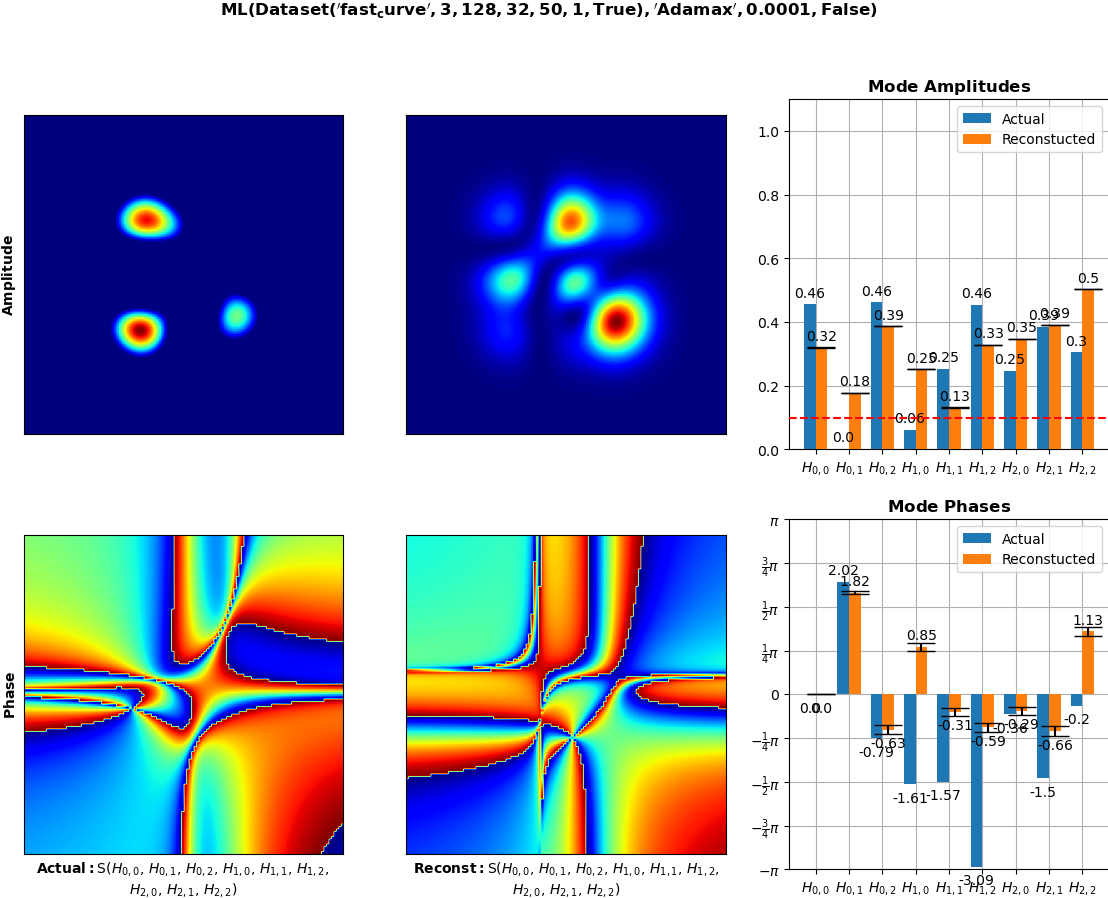 ML(Dataset('fast_curve', 3, 128, 32, 50, 1, True), 'Adamax', 0.0001, False)
Amplitude
Mode Amplitudes
Actual
Reconstucted
1.0
0.8
0.6
0.4
0.2
0.0
0.46
0.32
0.0
0.18
0.46
0.39
0.06
0.25
0.25
0.13
0.46
0.33
0.25
0.35
0.39
0.39
0.3
0.5
H0,0 H0,1 H0,2 H1,0 H1,1 H1,2 H2,0 H2,1 H2,2
Phase
Mode Phases
Actual
Reconstucted
π
3/4π
1/2π
1/4π
0
−1/4π
−1/2π
−3/4π
−π
0.0
0.0
2.02
1.82
-0.79
-0.63
-1.61
0.85
-1.57
-0.31
-3.09
-0.59
-0.36
-0.29
-1.5
-0.66
-0.2
1.13
H0,0 H0,1 H0,2 H1,0 H1,1 H1,2 H2,0 H2,1 H2,2
Actual: S(H0,0, H0,1, H0,2, H1,0, H1,1, H1,2,
H2,0, H2,1, H2,2)
Reconst: S(H0,0, H0,1, H0,2, H1,0, H1,1, H1,2,
H2,0, H2,1, H2,2)